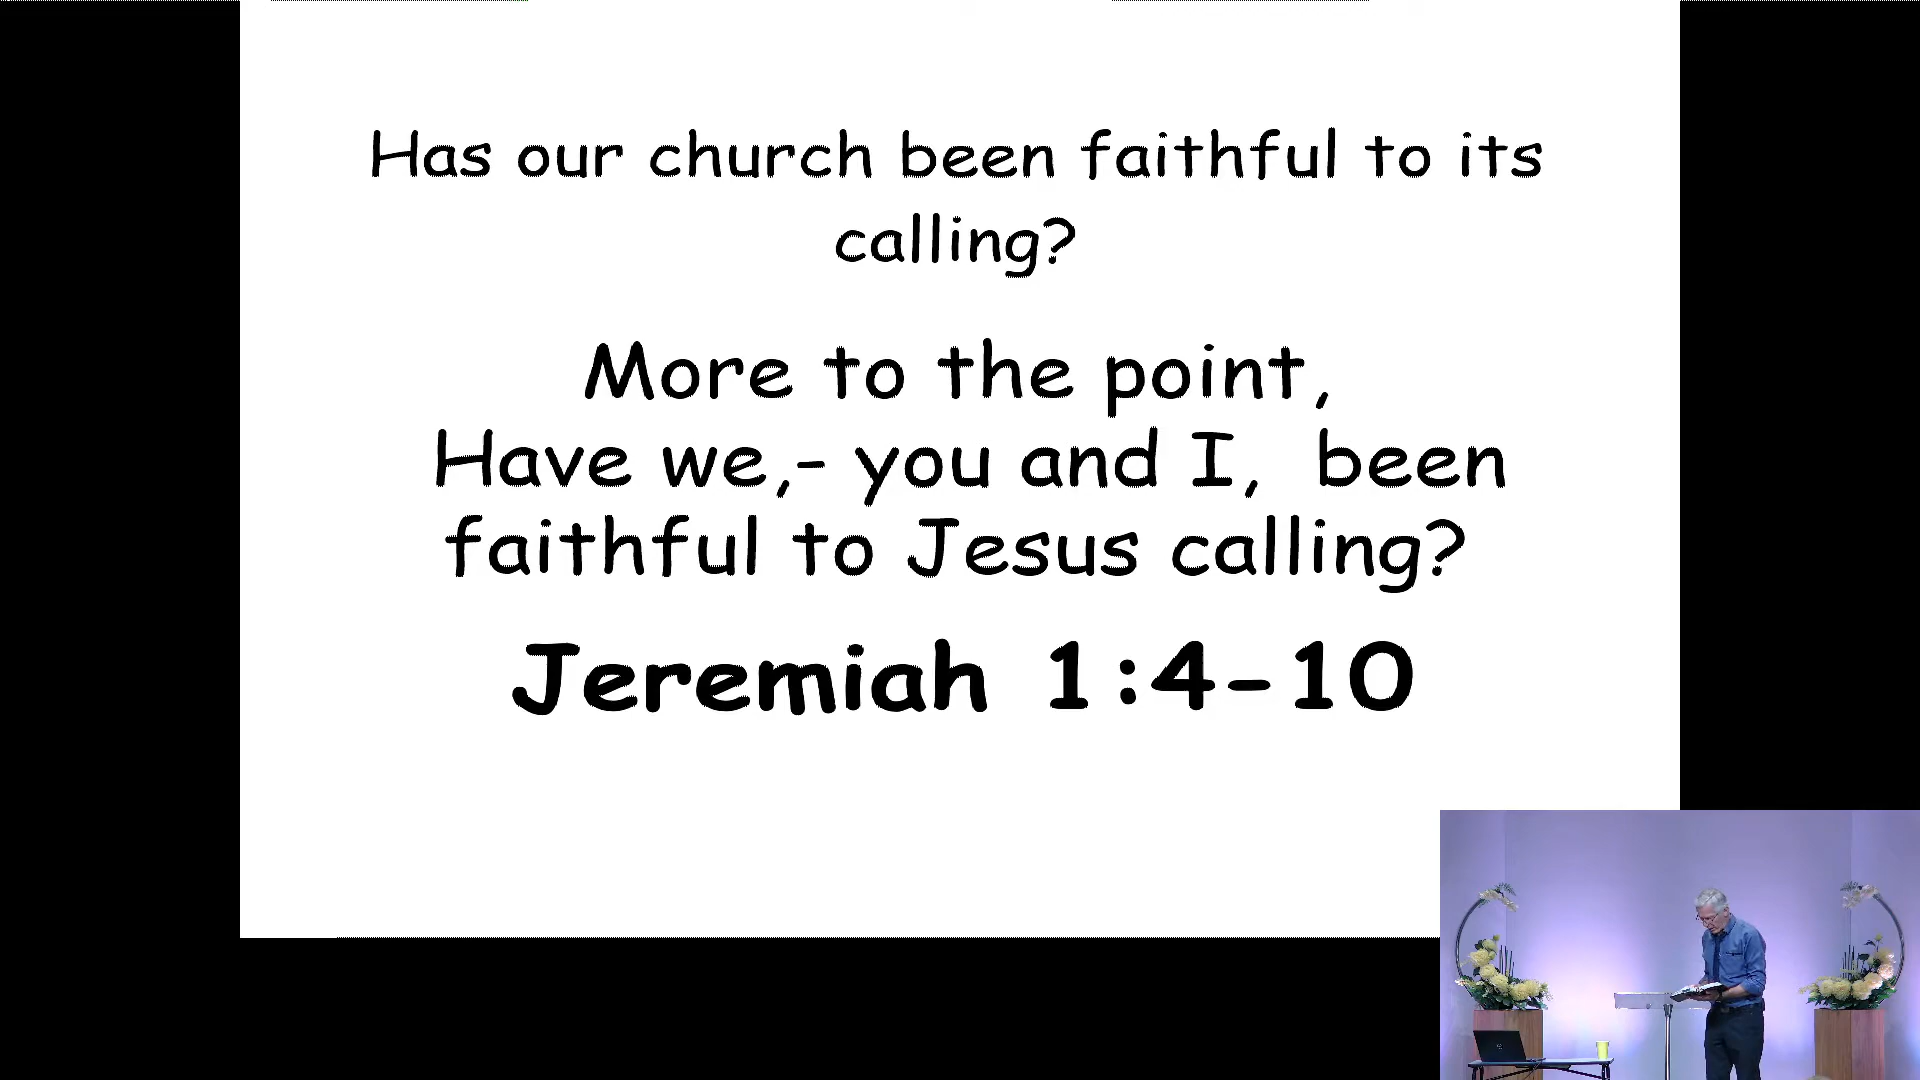 Has our church been faithful to its
calling?
More to the point,
Have we,- you and I,  been
faithful to Jesus calling?
Jeremiah 1:4-10